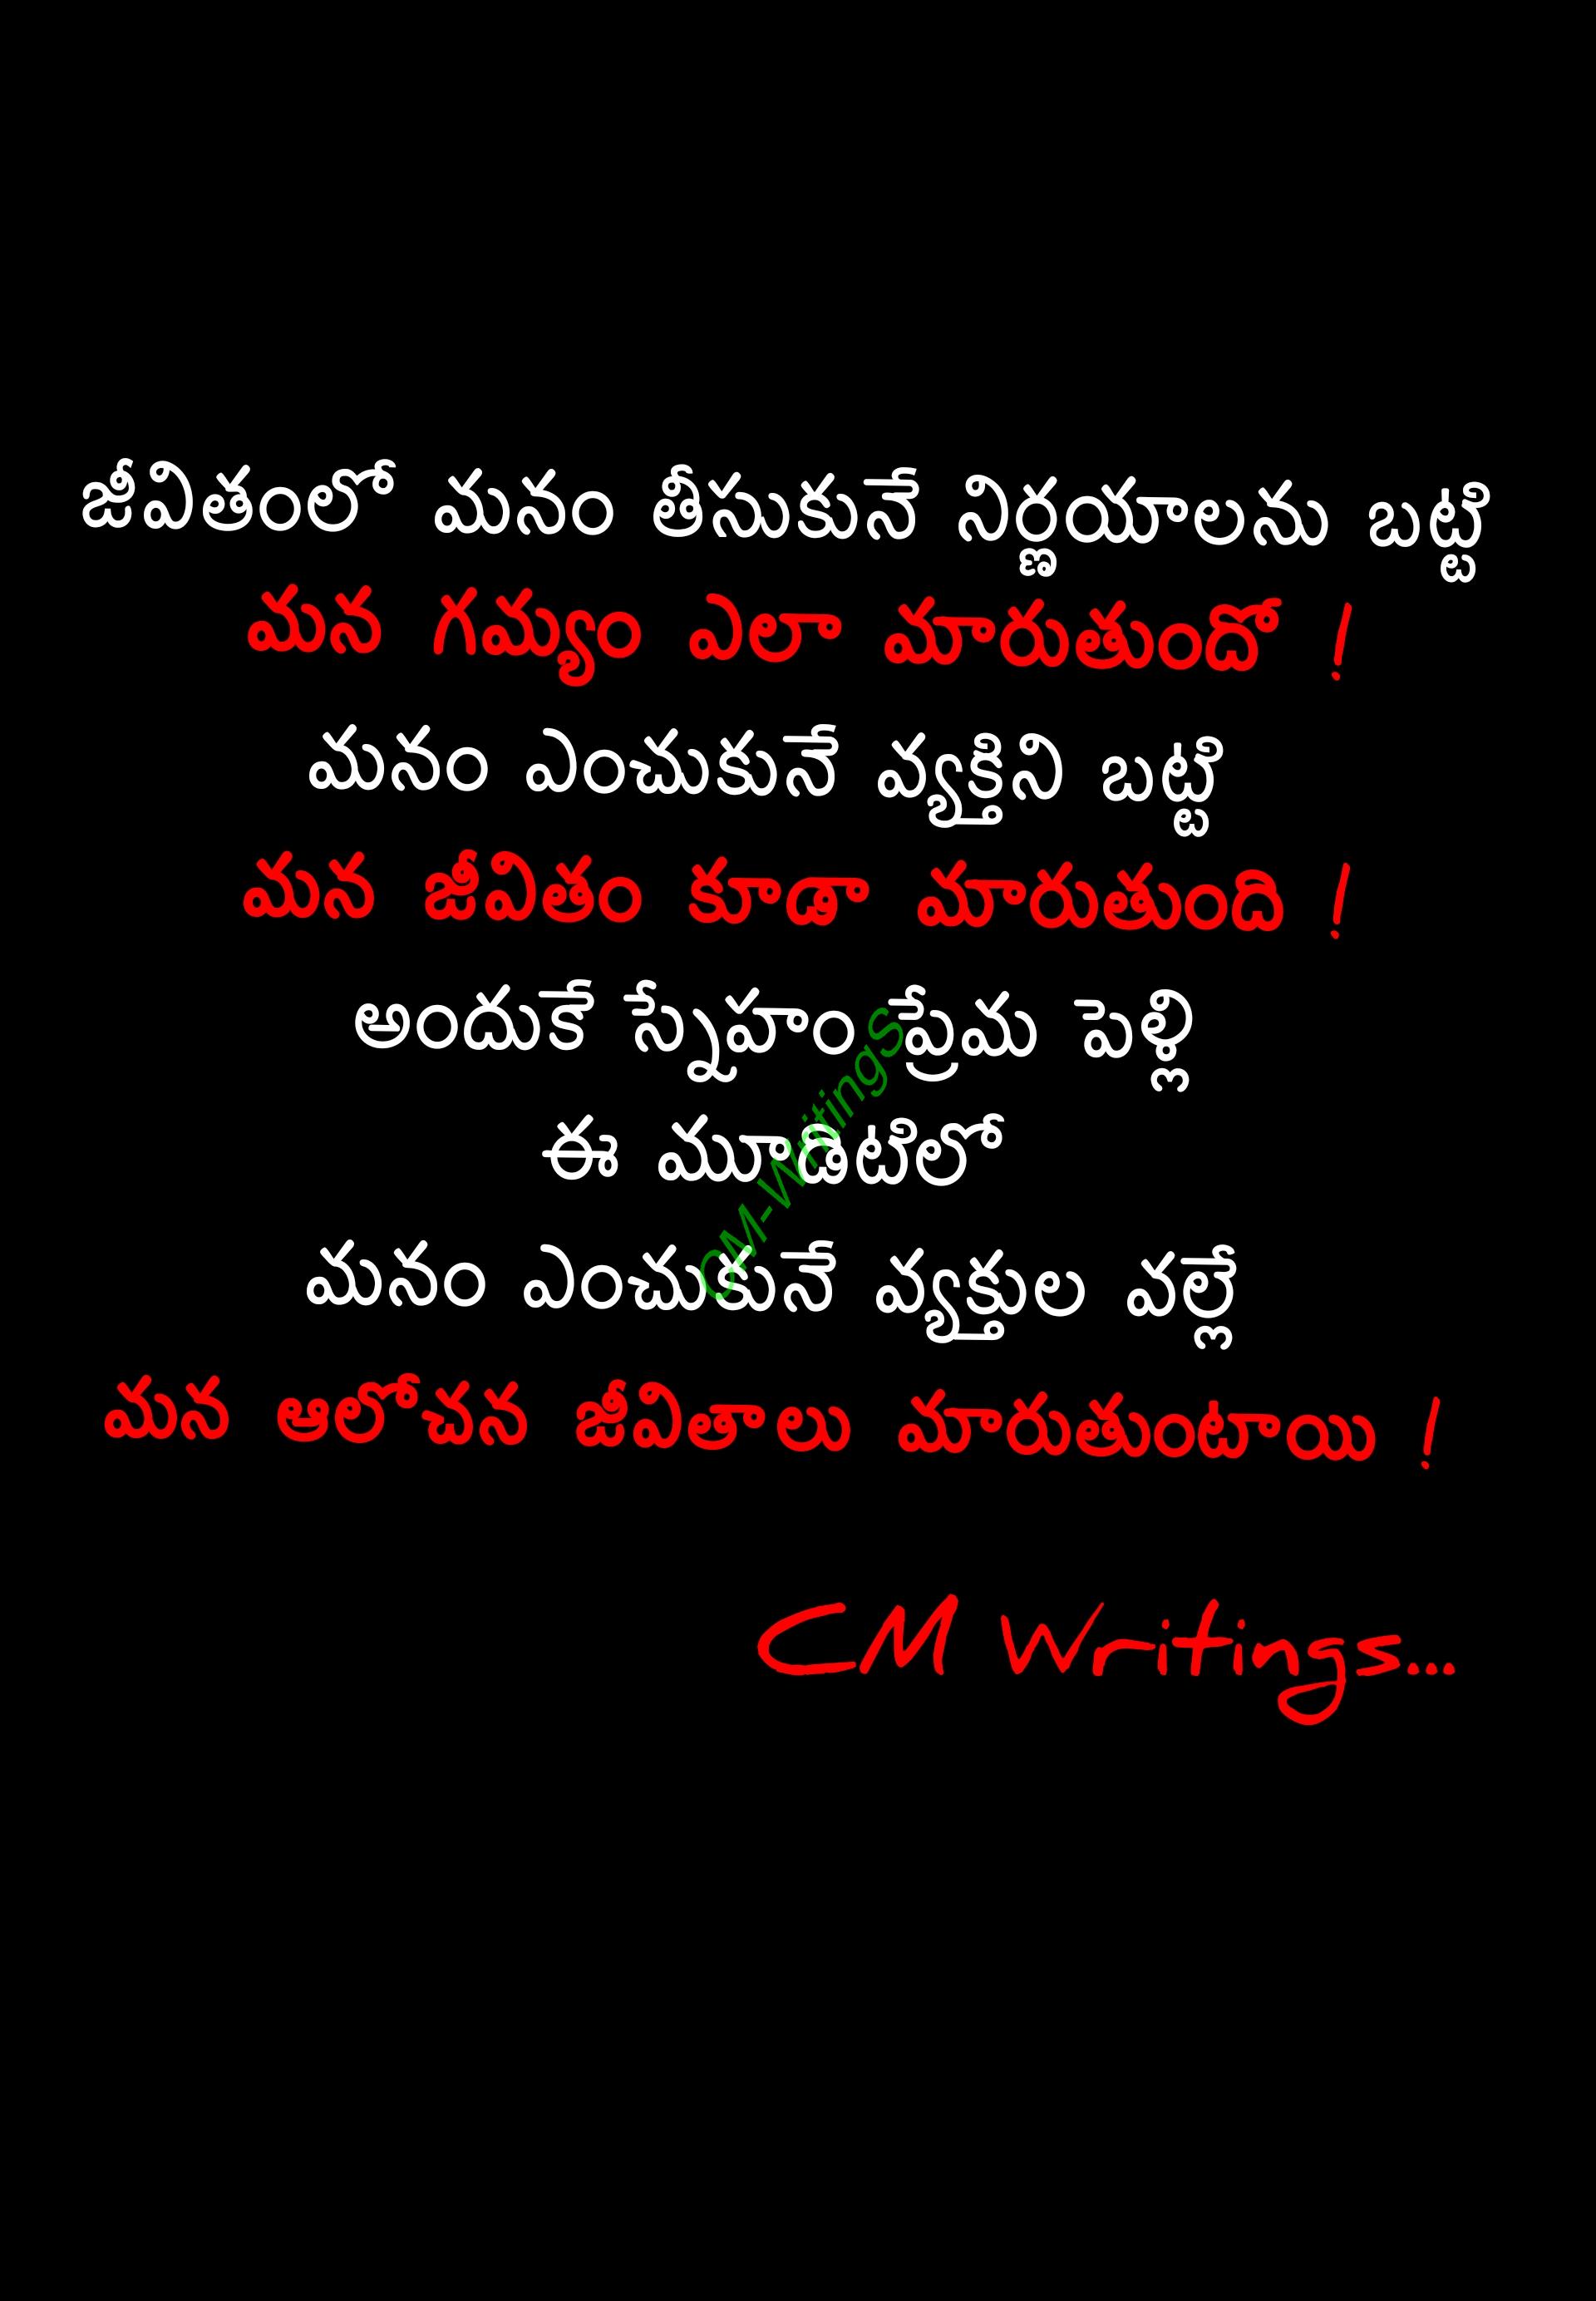 జీవితంలో మనం తీసుకునే నిర్ణయాలను బట్టి
మన గమ్యం ఎలా మారుతుందో !
మనం ఎంచుకునే వ్యక్తిని బట్టి
మన జీవితం కూడా మారుతుంది !
అందుకే స్నేహం ప్రేమ పెళ్లి
ఈ మూడిటిలో
మనం ఎంచుకునే వ్యక్తుల వల్లే
మన ఆలోచన జీవితాలు మారుతుంటాయి !
CM-Writings
CM Writings...